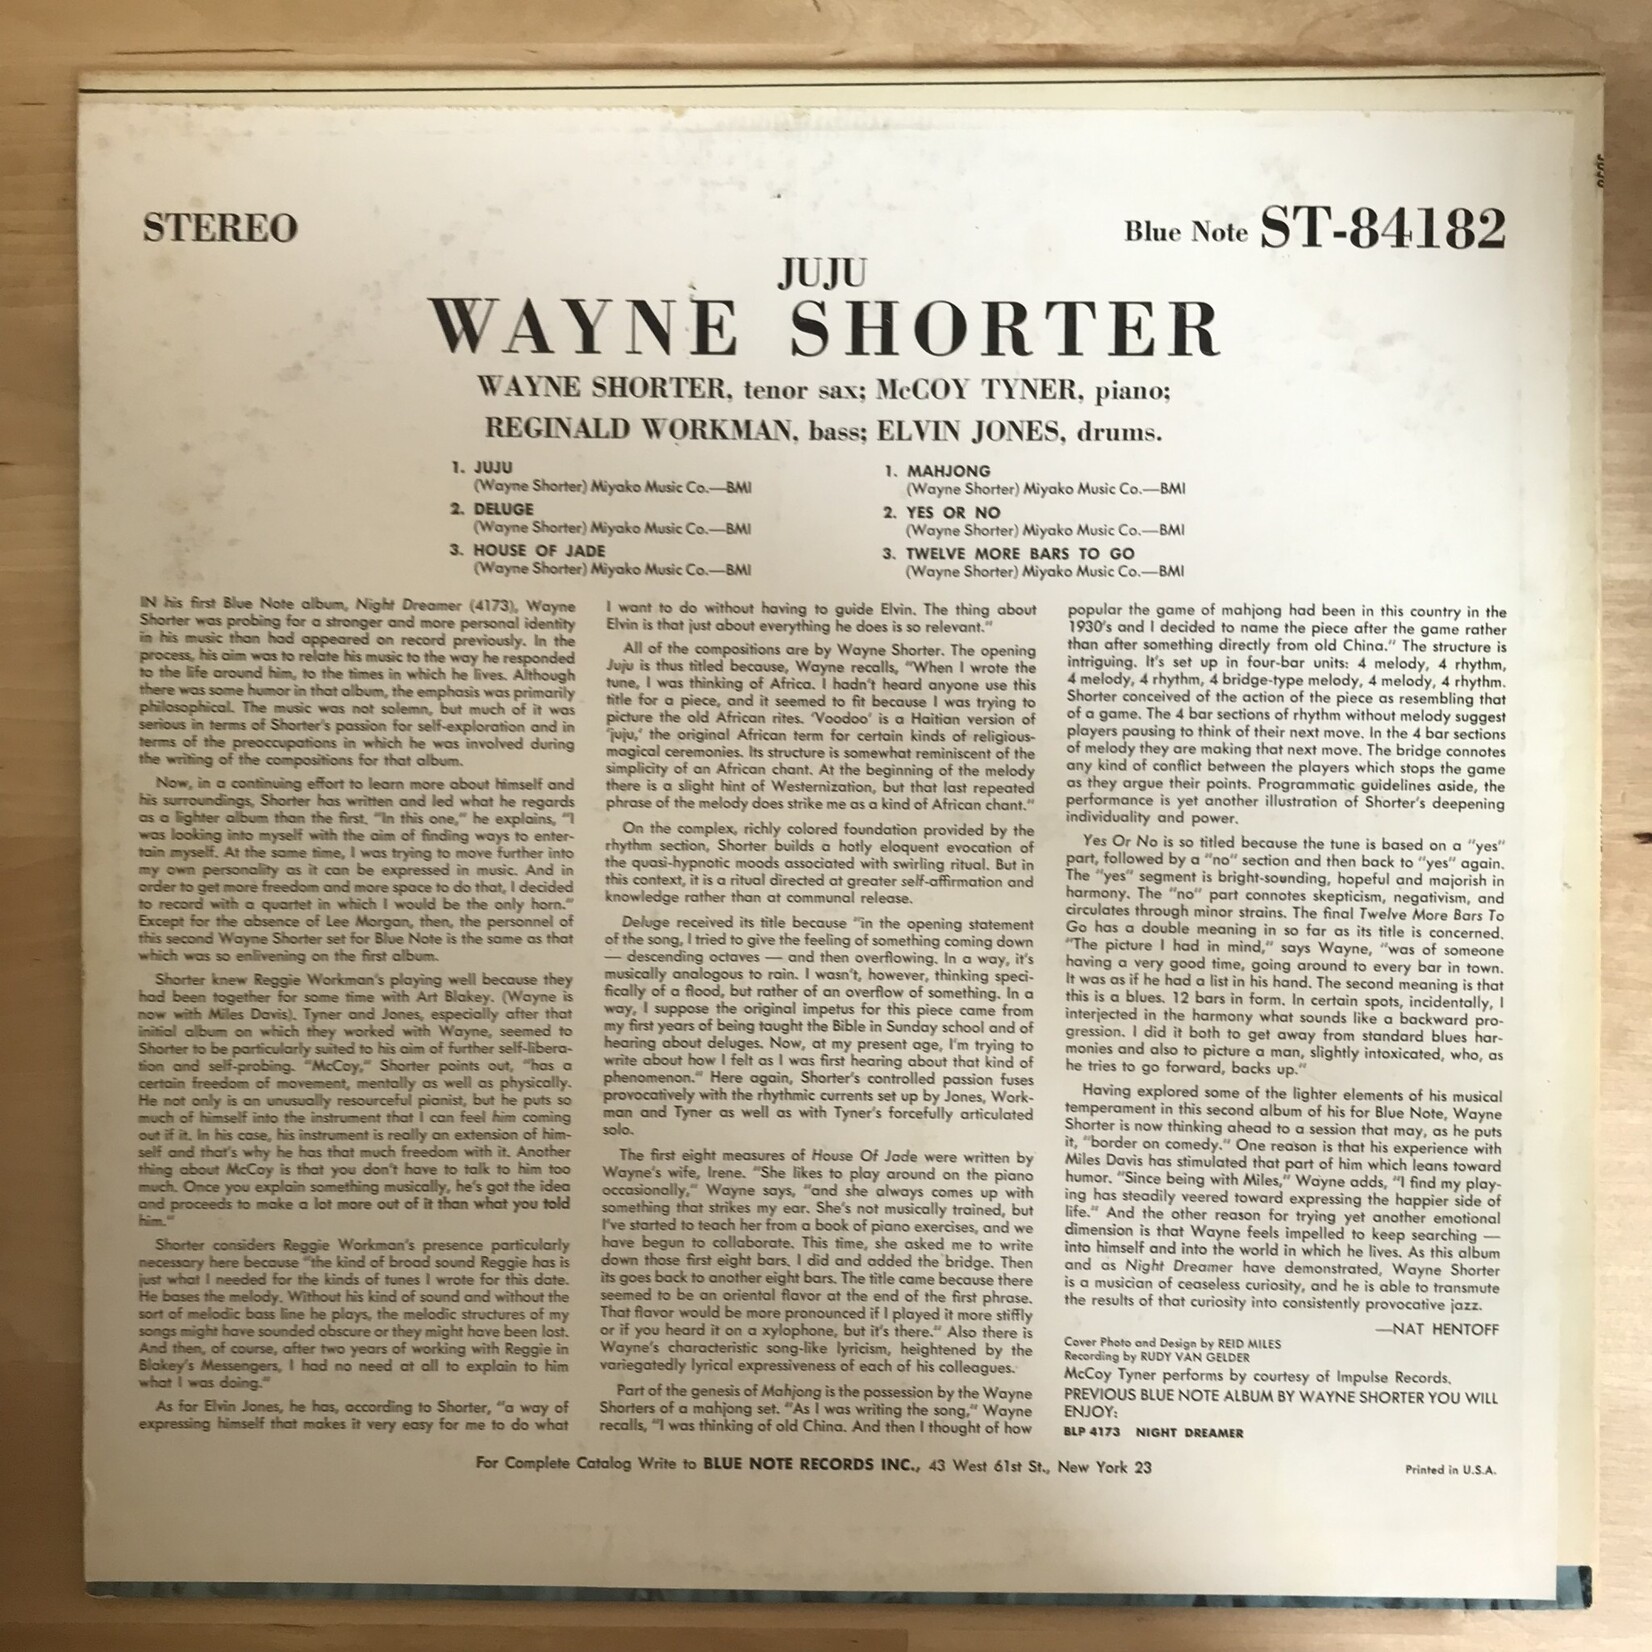 STEREO
Blue Note ST-84182
JUJU
WAYNE SHORTER
WAYNE SHORTER, tenor sax; McCOY TYNER, piano;
REGINALD WORKMAN, bass; ELVIN JONES, drums.
1. JUJU
(Wayne Shorter) Miyako Music Co.—BMI
2. DELUGE
(Wayne Shorter) Miyako Music Co.—BMI
3. HOUSE OF JADE
(Wayne Shorter) Miyako Music Co.—BMI
1. MAHJONG
(Wayne Shorter) Miyako Music Co.—BMI
2. YES OR NO
(Wayne Shorter) Miyako Music Co.—BMI
3. TWELVE MORE BARS TO GO
(Wayne Shorter) Miyako Music Co.—BMI
IN his first Blue Note album, Night Dreamer (4173), Wayne
Shorter was probing for a stronger and more personal identity
in his music than had appeared on record previously. In the
process, his aim was to relate his music to the way he responded
to the life around him, to the times in which he lives. Although
there was some humor in that album, the emphasis was primarily
philosophical. The music was not solemn, but much of it was
serious in terms of Shorter's passion for self-exploration and in
terms of the preoccupations in which he was involved during
the writing of the compositions for that album.
Now, in a continuing effort to learn more about himself and
his surroundings, Shorter has written and led what he regards
as a lighter album than the first. "In this one," he explains, "I
was looking into myself with the aim of finding ways to enter-
tain myself. At the same time, I was trying to move further into
my own personality as it can be expressed in music. And in
order to get more freedom and more space to do that, I decided
to record with a quartet in which I would be the only horn."
Except for the absence of Lee Morgan, then, the personnel of
this second Wayne Shorter set for Blue Note is the same as that
which was so enlivening on the first album.
Shorter knew Reggie Workman's playing well because they
had been together for some time with Art Blakey. (Wayne is
now with Miles Davis). Tyner and Jones, especially after that
initial album on which they worked with Wayne, seemed to
Shorter to be particularly suited to his aim of further self-libera-
tion and self-probing. "McCoy," Shorter points out, "has a
certain freedom of movement, mentally as well as physically.
He not only is an unusually resourceful pianist, but he puts so
much of himself into the instrument that I can feel him coming
out if it. In his case, his instrument is really an extension of him-
self and that's why he has that much freedom with it. Another
thing about McCoy is that you don't have to talk to him too
much. Once you explain something musically, he's got the idea
and proceeds to make a lot more out of it than what you told
him."
Shorter considers Reggie Workman's presence particularly
necessary here because "the kind of broad sound Reggie has is
just what I needed for the kinds of tunes I wrote for this date.
He bases the melody. Without his kind of sound and without the
sort of melodic bass line he plays, the melodic structures of my
songs might have sounded obscure or they might have been lost.
And then, of course, after two years of working with Reggie in
Blakey's Messengers, I had no need at all to explain to him
what I was doing."
As for Elvin Jones, he has, according to Shorter, "a way of
expressing himself that makes it very easy for me to do what
I want to do without having to guide Elvin. The thing about
Elvin is that just about everything he does is so relevant."
All of the compositions are by Wayne Shorter. The opening
Juju is thus titled because, Wayne recalls, "When I wrote the
tune, I was thinking of Africa. I hadn't heard anyone use this
title for a piece, and it seemed to fit because I was trying to
picture the old African rites. 'Voodoo' is a Haitian version of
'juju,' the original African term for certain kinds of religious-
magical ceremonies. Its structure is somewhat reminiscent of the
simplicity of an African chant. At the beginning of the melody
there is a slight hint of Westernization, but that last repeated
phrase of the melody does strike me as a kind of African chant."
On the complex, richly colored foundation provided by the
rhythm section, Shorter builds a hotly eloquent evocation of
the quasi-hypnotic moods associated with swirling ritual. But in
this context, it is a ritual directed at greater self-affirmation and
knowledge rather than at communal release.
Deluge received its title because "in the opening statement
of the song, I tried to give the feeling of something coming down
— descending octaves — and then overflowing. In a way, it's
musically analogous to rain. I wasn't, however, thinking speci-
fically of a flood, but rather of an overflow of something. In a
way, I suppose the original impetus for this piece came from
my first years of being taught the Bible in Sunday school and of
hearing about deluges. Now, at my present age, I'm trying to
write about how I felt as I was first hearing about that kind of
phenomenon." Here again, Shorter's controlled passion fuses
provocatively with the rhythmic currents set up by Jones, Work-
man and Tyner as well as with Tyner's forcefully articulated
solo.
The first eight measures of House Of Jade were written by
Wayne's wife, Irene. "She likes to play around on the piano
occasionally," Wayne says, "and she always comes up with
something that strikes my ear. She's not musically trained, but
I've started to teach her from a book of piano exercises, and we
have begun to collaborate. This time, she asked me to write
down those first eight bars. I did and added the bridge. Then
its goes back to another eight bars. The title came because there
seemed to be an oriental flavor at the end of the first phrase.
That flavor would be more pronounced if I played it more stiffly
or if you heard it on a xylophone, but it's there." Also there is
Wayne's characteristic song-like lyricism, heightened by the
variegatedly lyrical expressiveness of each of his colleagues.
Part of the genesis of Mahjong is the possession by the Wayne
Shorters of a mahjong set. "As I was writing the song," Wayne
recalls, "I was thinking of old China. And then I thought of how
popular the game of mahjong had been in this country in the
1930's and I decided to name the piece after the game rather
than after something directly from old China." The structure is
intriguing. It's set up in four-bar units: 4 melody, 4 rhythm,
4 melody, 4 rhythm, 4 bridge-type melody, 4 melody, 4 rhythm.
Shorter conceived of the action of the piece as resembling that
of a game. The 4 bar sections of rhythm without melody suggest
players pausing to think of their next move. In the 4 bar sections
of melody they are making that next move. The bridge connotes
any kind of conflict between the players which stops the game
as they argue their points. Programmatic guidelines aside, the
performance is yet another illustration of Shorter's deepening
individuality and power.
Yes Or No is so titled because the tune is based on a "yes"
part, followed by a "no" section and then back to "yes" again.
The "yes" segment is bright-sounding, hopeful and majorish in
harmony. The "no" part connotes skepticism, negativism, and
circulates through minor strains. The final Twelve More Bars To
Go has a double meaning in so far as its title is concerned.
"The picture I had in mind," says Wayne, "was of someone
having a very good time, going around to every bar in town.
It was as if he had a list in his hand. The second meaning is that
this is a blues. 12 bars in form. In certain spots, incidentally, I
interjected in the harmony what sounds like a backward pro-
gression. I did it both to get away from standard blues har-
monies and also to picture a man, slightly intoxicated, who, as
he tries to go forward, backs up."
Having explored some of the lighter elements of his musical
temperament in this second album of his for Blue Note, Wayne
Shorter is now thinking ahead to a session that may, as he puts
it, "border on comedy." One reason is that his experience with
Miles Davis has stimulated that part of him which leans toward
humor. "Since being with Miles," Wayne adds, "I find my play-
ing has steadily veered toward expressing the happier side of
life." And the other reason for trying yet another emotional
dimension is that Wayne feels impelled to keep searching —
into himself and into the world in which he lives. As this album
and as Night Dreamer have demonstrated, Wayne Shorter
is a musician of ceaseless curiosity, and he is able to transmute
the results of that curiosity into consistently provocative jazz.
—NAT HENTOFF
Cover Photo and Design by REID MILES
Recording by RUDY VAN GELDER
McCoy Tyner performs by courtesy of Impulse Records.
PREVIOUS BLUE NOTE ALBUM BY WAYNE SHORTER YOU WILL
ENJOY:
BLP 4173 NIGHT DREAMER
For Complete Catalog Write to BLUE NOTE RECORDS INC., 43 West 61st St., New York 23
Printed in U.S.A.